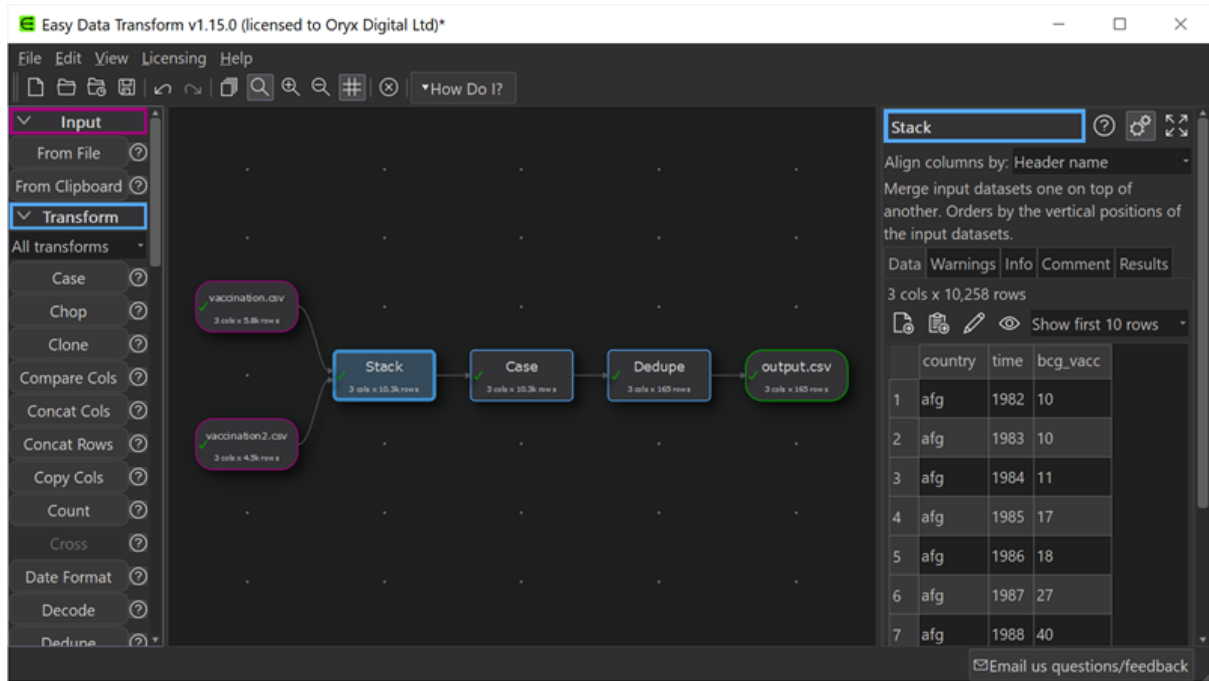 Easy Data Transform v1.15.0 (licensed to Oryx Digital Ltd)*
File Edit View Licensing Help
How Do I?
Input
From File
From Clipboard
Transform
All transforms
Case
Chop
Clone
Compare Cols
Concat Cols
Concat Rows
Copy Cols
Count
Cross
Date Format
Decode
Dedupe
vaccination.csv
3 cols x 5.8k rows
vaccination2.csv
3 cols x 4.5k rows
Stack
3 cols x 10.3k rows
Case
3 cols x 10.3k rows
Dedupe
3 cols x 165 rows
output.csv
3 cols x 165 rows
Stack
Align columns by: Header name
Merge input datasets one on top of
another. Orders by the vertical positions of
the input datasets.
Data Warnings Info Comment Results
3 cols x 10,258 rows
Show first 10 rows
country time bcg_vacc
1 afg 1982 10
2 afg 1983 10
3 afg 1984 11
4 afg 1985 17
5 afg 1986 18
6 afg 1987 27
7 afg 1988 40
Email us questions/feedback